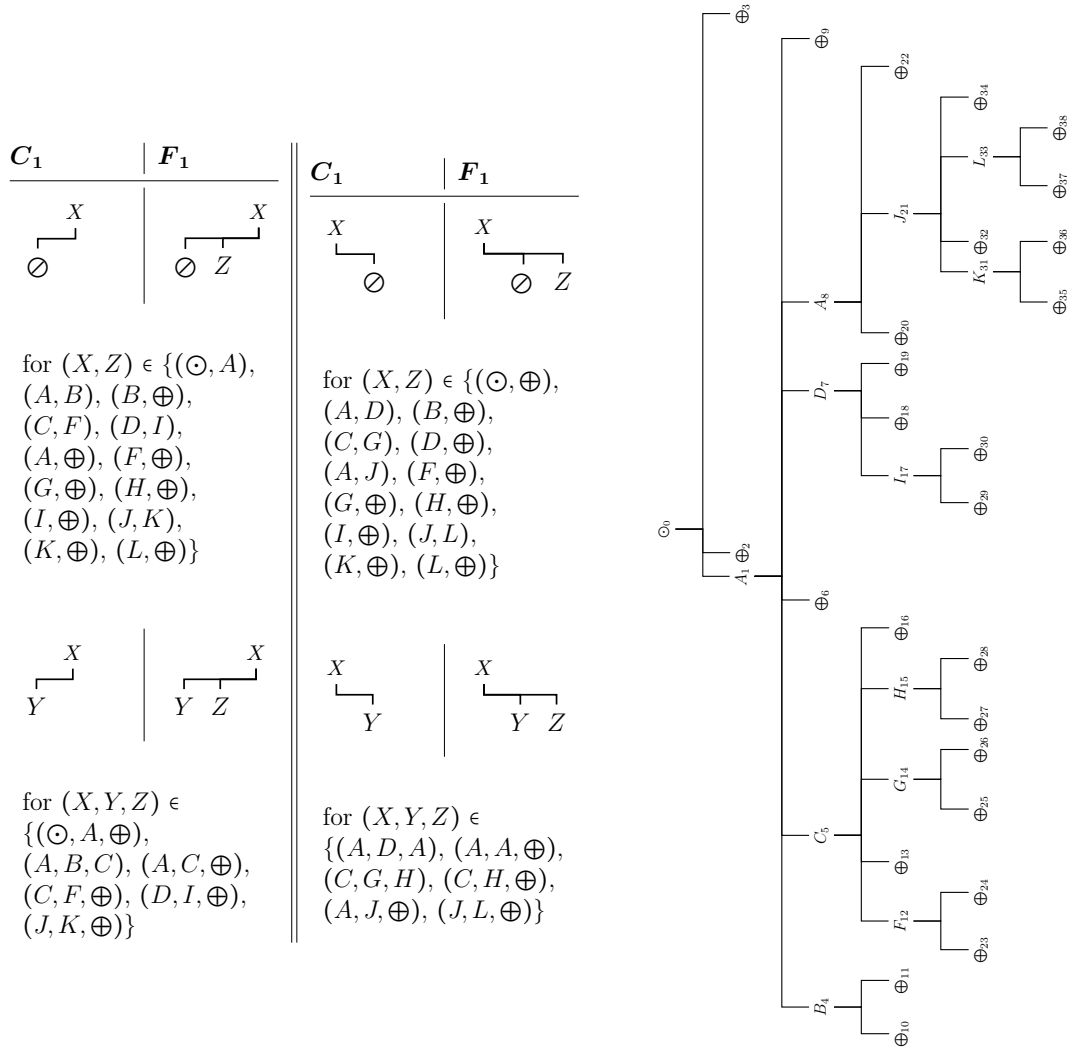 C₁ F₁
X X
⊘ ⊘ Z
for (X, Z) ∈ {(⊙, A),
(A, B), (B, ⊕),
(C, F), (D, I),
(A, ⊕), (F, ⊕),
(G, ⊕), (H, ⊕),
(I, ⊕), (J, K),
(K, ⊕), (L, ⊕)}
X X
Y Y Z
for (X, Y, Z) ∈
{(⊙, A, ⊕),
(A, B, C), (A, C, ⊕),
(C, F, ⊕), (D, I, ⊕),
(J, K, ⊕)}
C₁ F₁
X X
⊘ ⊘ Z
for (X, Z) ∈ {(⊙, ⊕),
(A, D), (B, ⊕),
(C, G), (D, ⊕),
(A, J), (F, ⊕),
(G, ⊕), (H, ⊕),
(I, ⊕), (J, L),
(K, ⊕), (L, ⊕)}
X X
Y Y Z
for (X, Y, Z) ∈
{(A, D, A), (A, A, ⊕),
(C, G, H), (C, H, ⊕),
(A, J, ⊕), (J, L, ⊕)}
⊙₀
A₁ ⊕₂ ⊕₃
B₄ C₅ ⊕₆ D₇ A₈ ⊕₉
⊕₁₀ ⊕₁₁ F₁₂ ⊕₁₃ G₁₄ H₁₅ ⊕₁₆ I₁₇ ⊕₁₈ ⊕₁₉ ⊕₂₀ J₂₁ ⊕₂₂
⊕₂₃ ⊕₂₄ ⊕₂₅ ⊕₂₆ ⊕₂₇ ⊕₂₈ ⊕₂₉ ⊕₃₀ K₃₁ ⊕₃₂ L₃₃ ⊕₃₄
⊕₃₅ ⊕₃₆ ⊕₃₇ ⊕₃₈